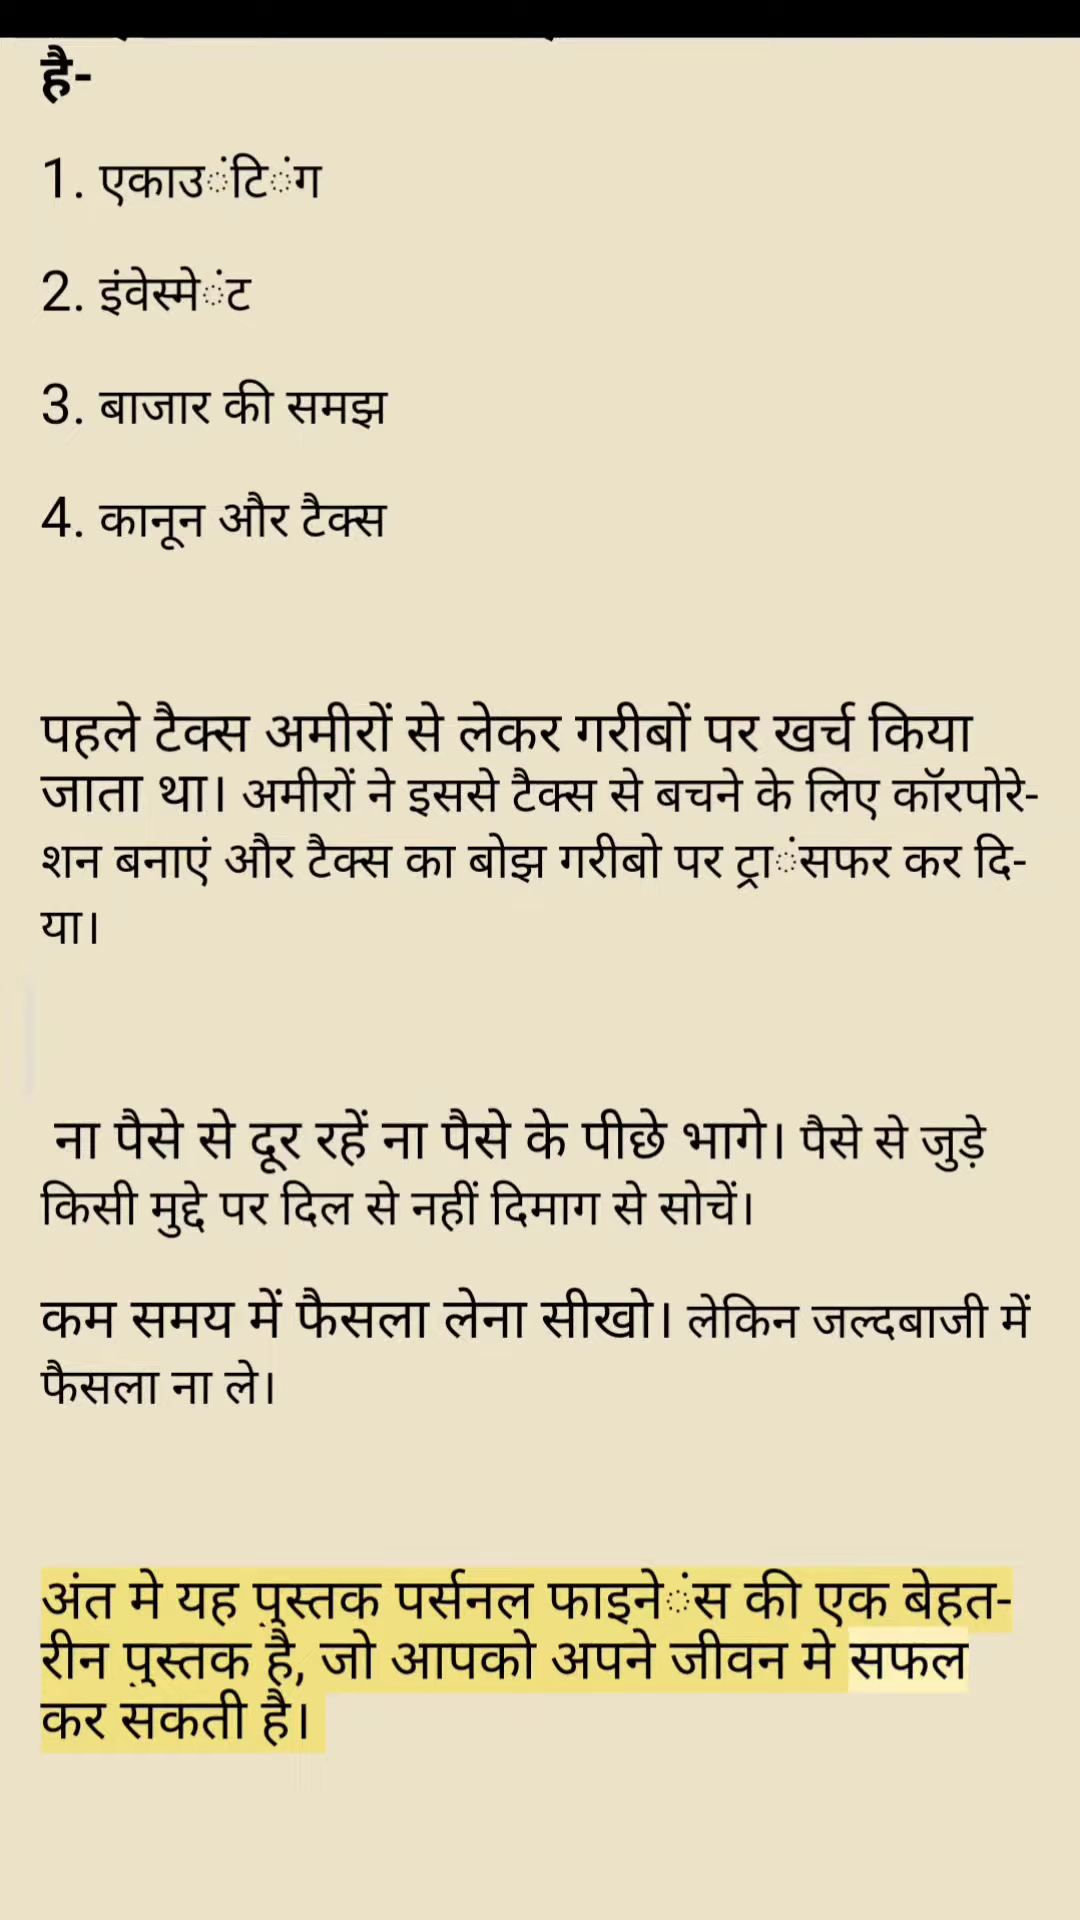 है-
1. एकाउंटिंग
2. इंवेस्मेंट
3. बाजार की समझ
4. कानून और टैक्स
पहले टैक्स अमीरों से लेकर गरीबों पर खर्च किया
जाता था। अमीरों ने इससे टैक्स से बचने के लिए कॉरपोरे-
शन बनाएं और टैक्स का बोझ गरीबो पर ट्रांसफर कर दि-
या।
ना पैसे से दूर रहें ना पैसे के पीछे भागे। पैसे से जुड़े
किसी मुद्दे पर दिल से नहीं दिमाग से सोचें।
कम समय में फैसला लेना सीखो। लेकिन जल्दबाजी में
फैसला ना ले।
अंत मे यह पुस्तक पर्सनल फाइनेंस की एक बेहत-
रीन पुस्तक है, जो आपको अपने जीवन मे सफल
कर सकती है।